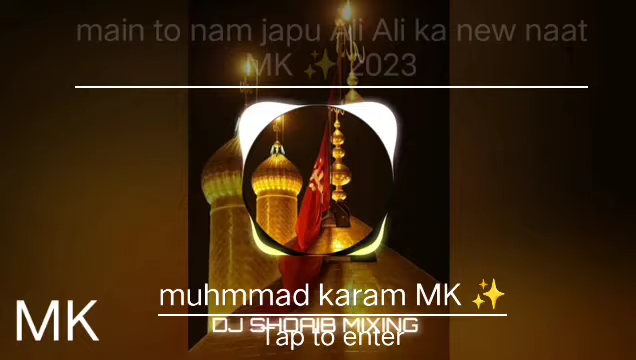 main to nam japu Ali Ali ka new naat
MK ✨ 2023
muhmmad karam MK ✨
MK
DJ SHOAIB MIXING
Tap to enter